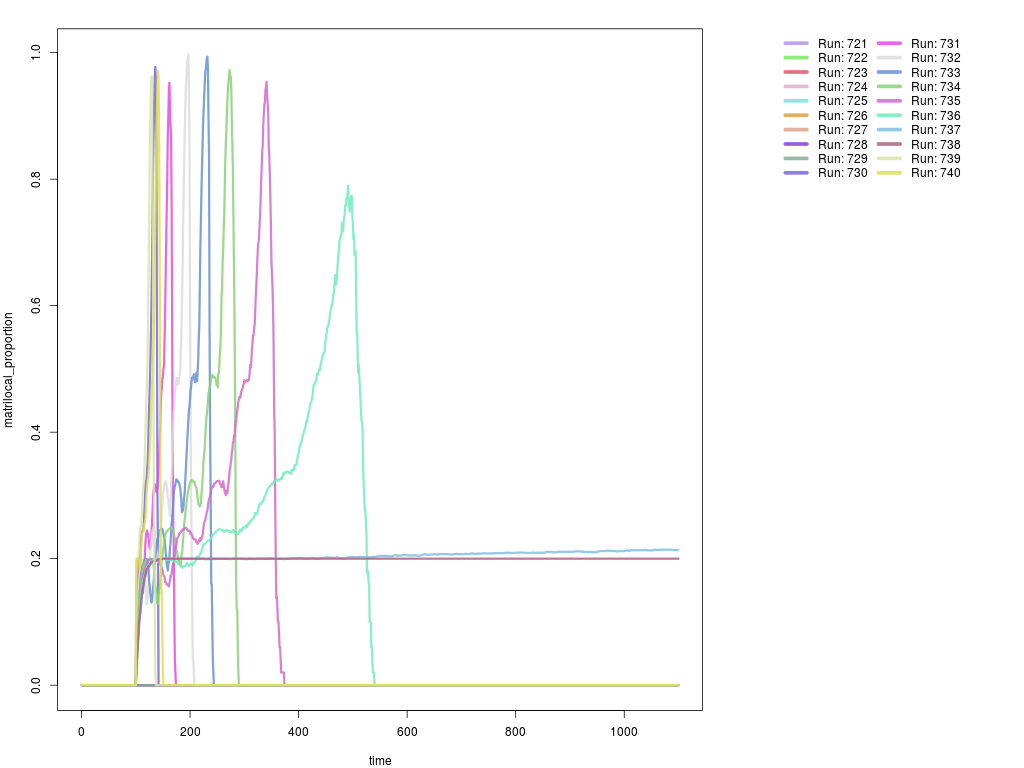 1.0
0.8
0.6
0.4
0.2
0.0
matrilocal_proportion
0 200 400 600 800 1000
time
Run: 721 Run: 731
Run: 722 Run: 732
Run: 723 Run: 733
Run: 724 Run: 734
Run: 725 Run: 735
Run: 726 Run: 736
Run: 727 Run: 737
Run: 728 Run: 738
Run: 729 Run: 739
Run: 730 Run: 740